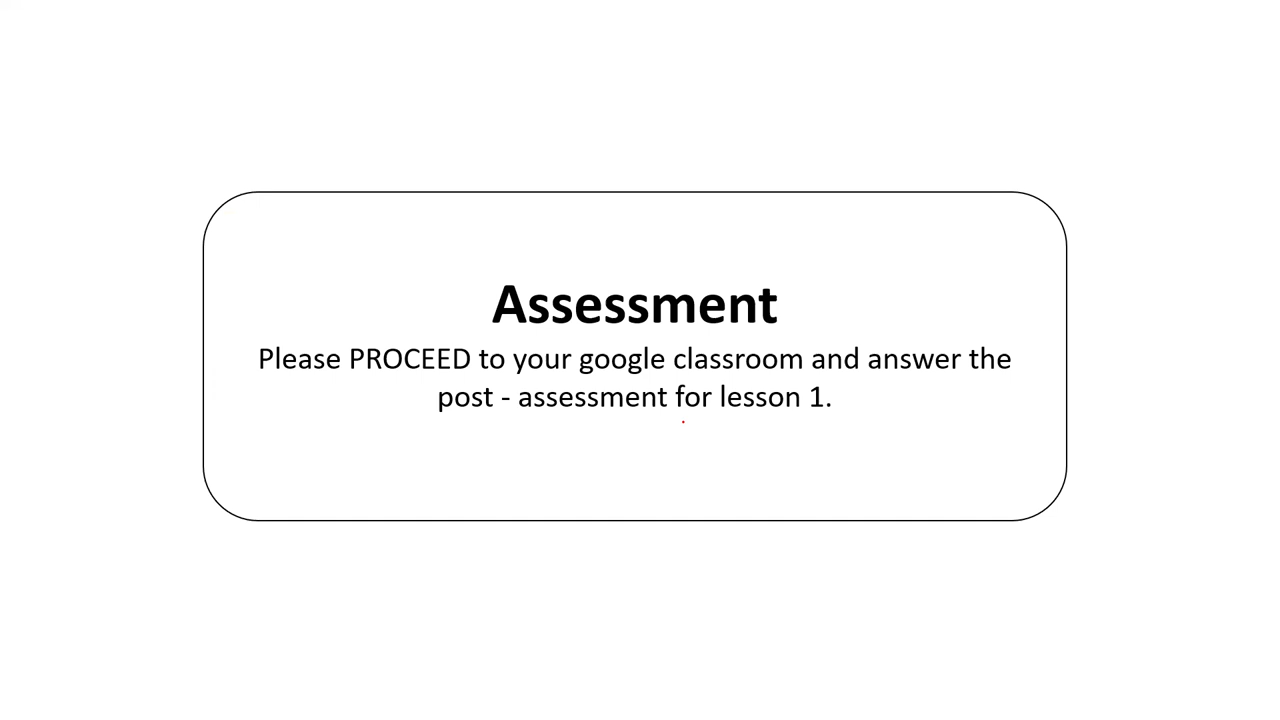 Assessment
Please PROCEED to your google classroom and answer the
post - assessment for lesson 1.